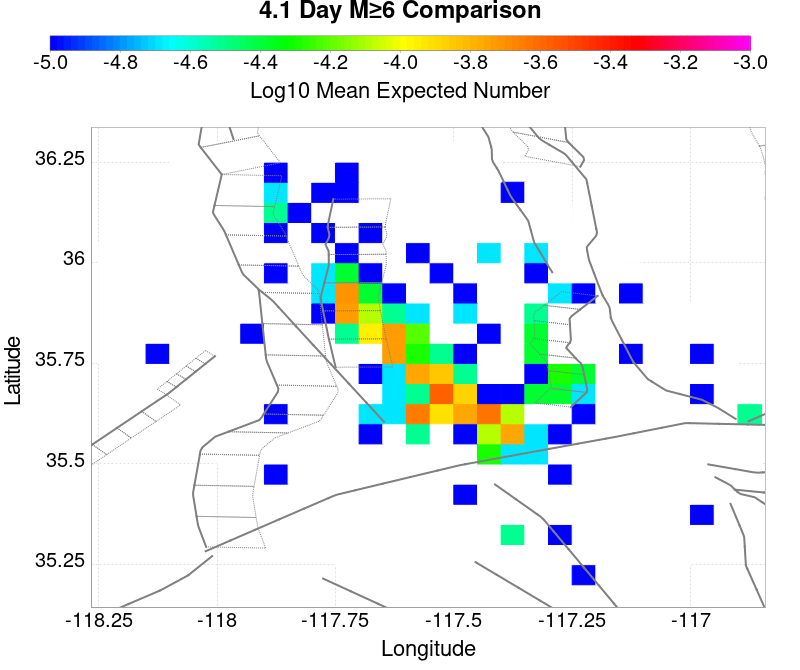 4.1 Day M≥6 Comparison
-5.0 -4.8 -4.6 -4.4 -4.2 -4.0 -3.8 -3.6 -3.4 -3.2 -3.0
Log10 Mean Expected Number
36.25
36
35.75
35.5
35.25
Latitude
-118.25 -118 -117.75 -117.5 -117.25 -117
Longitude